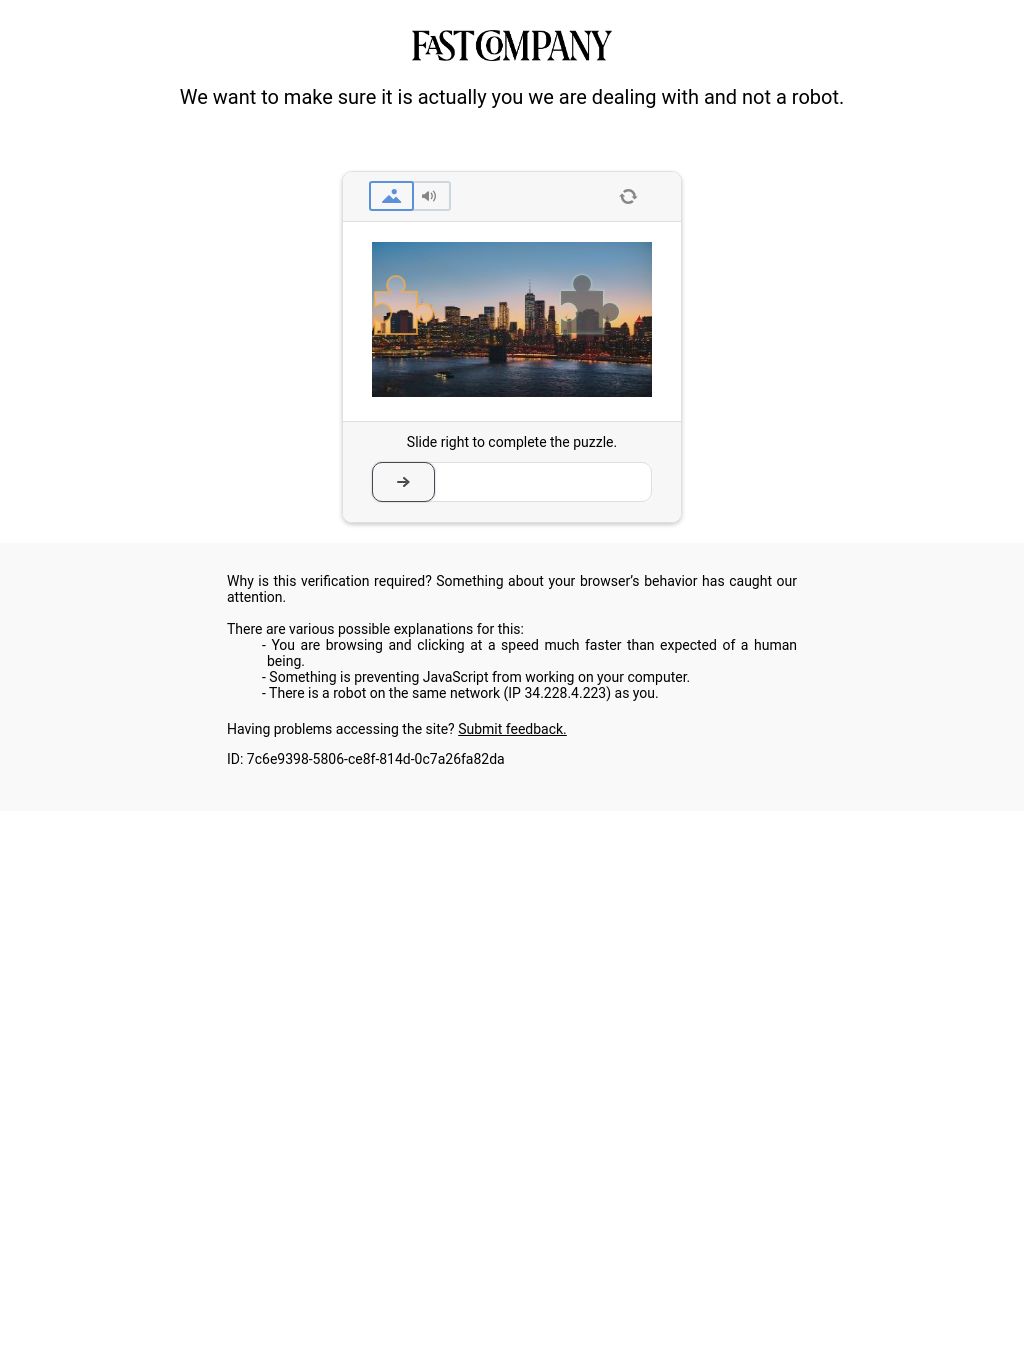 FAST COMPANY
We want to make sure it is actually you we are dealing with and not a robot.
Slide right to complete the puzzle.
Why is this verification required? Something about your browser’s behavior has caught our
attention.
There are various possible explanations for this:
- You are browsing and clicking at a speed much faster than expected of a human
being.
- Something is preventing JavaScript from working on your computer.
- There is a robot on the same network (IP 34.228.4.223) as you.
Having problems accessing the site? Submit feedback.
ID: 7c6e9398-5806-ce8f-814d-0c7a26fa82da